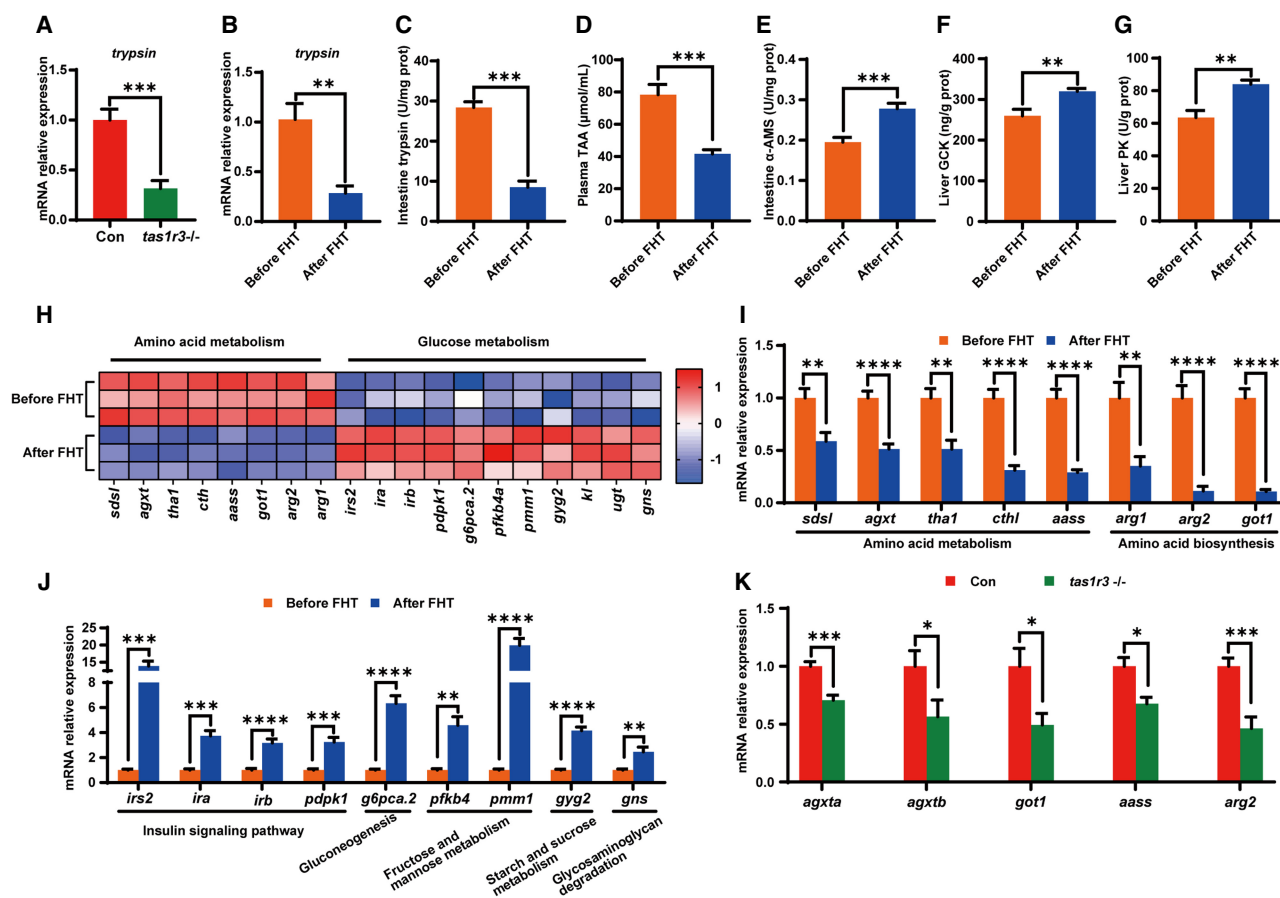 A
trypsin
mRNA relative expression
1.5
1.0
0.5
0.0
***
Con
tas1r3-/-
B
trypsin
mRNA relative expression
1.5
1.0
0.5
0.0
**
Before FHT
After FHT
C
Intestine trypsin (U/mg prot)
40
30
20
10
0
***
Before FHT
After FHT
D
Plasma TAA (μmol/mL)
100
80
60
40
20
0
***
Before FHT
After FHT
E
Intestine α-AMS (U/mg prot)
0.4
0.3
0.2
0.1
0.0
***
Before FHT
After FHT
F
Liver GCK (ng/g prot)
400
300
200
100
0
**
Before FHT
After FHT
G
Liver PK (U/g prot)
100
80
60
40
20
0
**
Before FHT
After FHT
H
Amino acid metabolism
Glucose metabolism
Before FHT
After FHT
1
0
-1
sdsl
agxt
tha1
cth
aass
got1
arg2
arg1
irs2
ira
irb
pdpk1
g6pca.2
pfkb4a
pmm1
gyg2
kl
ugt
gns
I
Before FHT
After FHT
mRNA relative expression
1.5
1.0
0.5
0.0
** **** ** **** **** ** **** ****
sdsl agxt tha1 cthl aass arg1 arg2 got1
Amino acid metabolism
Amino acid biosynthesis
J
Before FHT
After FHT
mRNA relative expression
25
20
15
10
8
6
4
2
0
*** *** **** *** **** ** **** **** **
irs2 ira irb pdpk1 g6pca.2 pfkb4 pmm1 gyg2 gns
Insulin signaling pathway
Gluconeogenesis
Fructose and
mannose metabolism
Starch and sucrose
metabolism
Glycosaminoglycan
degradation
K
Con
tas1r3 -/-
mRNA relative expression
1.5
1.0
0.5
0.0
*** * * * ***
agxta agxtb got1 aass arg2